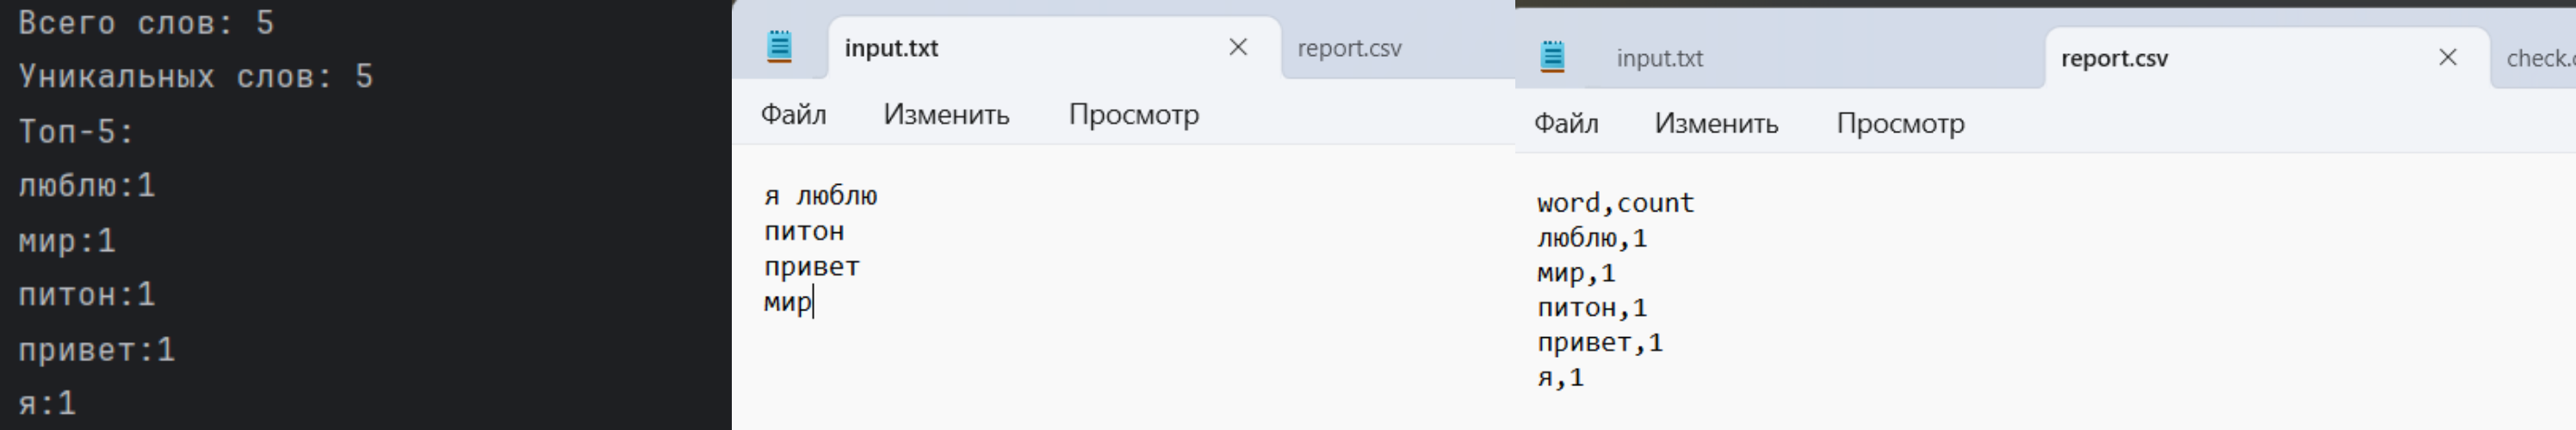 Всего слов: 5
Уникальных слов: 5
Топ-5:
люблю:1
мир:1
питон:1
привет:1
я:1
input.txt
report.csv
Файл Изменить Просмотр
я люблю
питон
привет
мир
input.txt
report.csv
check.
Файл Изменить Просмотр
word,count
люблю,1
мир,1
питон,1
привет,1
я,1